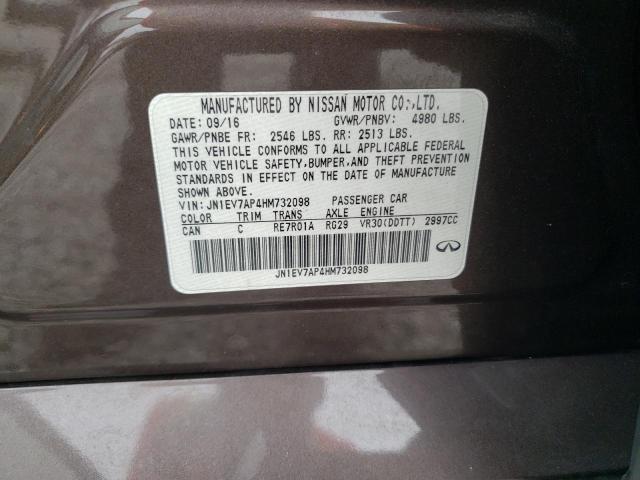 MANUFACTURED BY NISSAN MOTOR CO.,LTD.
DATE: 09/16 GVWR/PNBV: 4980 LBS.
GAWR/PNBE FR: 2546 LBS. RR: 2513 LBS.
THIS VEHICLE CONFORMS TO ALL APPLICABLE FEDERAL
MOTOR VEHICLE SAFETY, BUMPER, AND THEFT PREVENTION
STANDARDS IN EFFECT ON THE DATE OF MANUFACTURE
SHOWN ABOVE.
VIN: JN1EV7AP4HM732098 PASSENGER CAR
COLOR TRIM TRANS AXLE ENGINE
CAN C RE7R01A RG29 VR30(DDTT) 2997CC
JN1EV7AP4HM732098